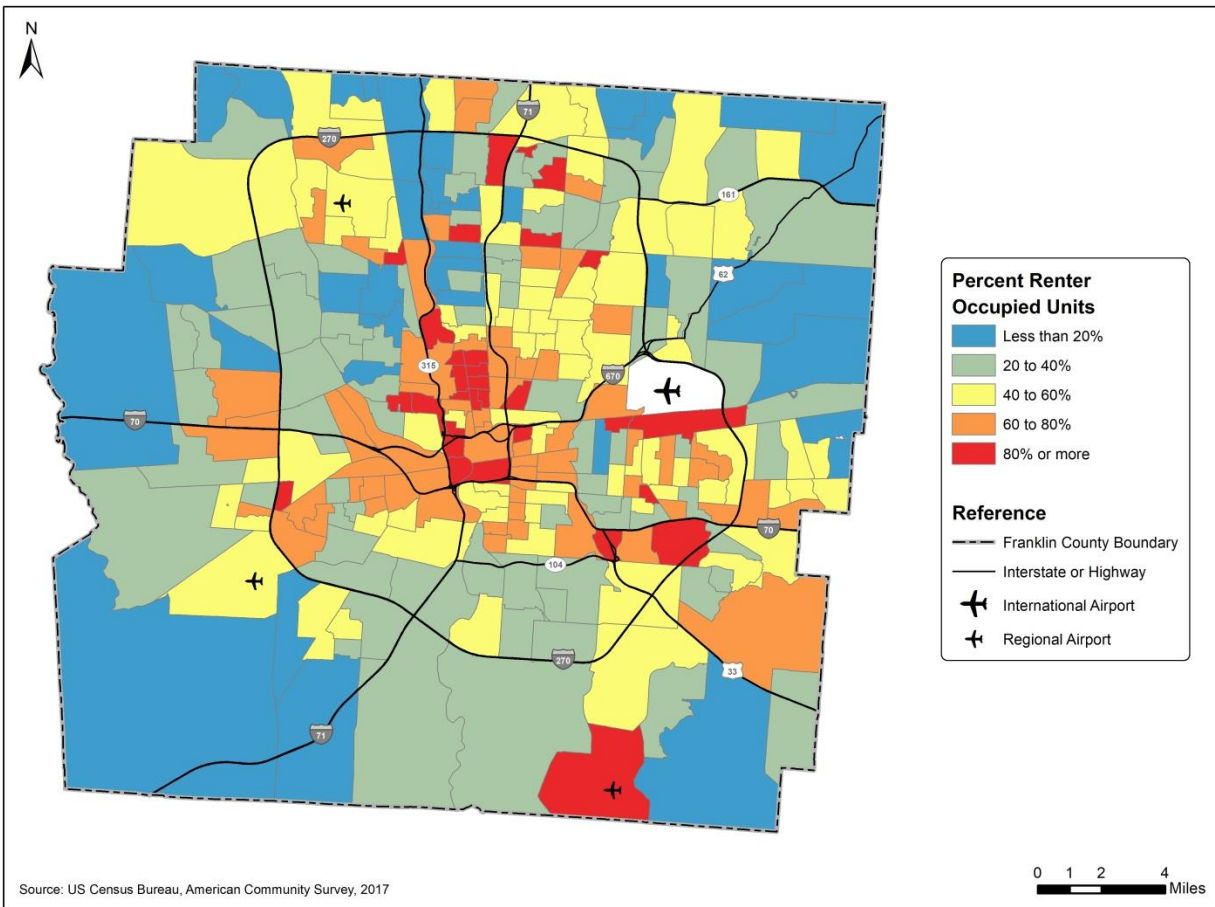 N
270
71
161
62
315
670
70
70
104
270
33
71
Percent Renter
Occupied Units
Less than 20%
20 to 40%
40 to 60%
60 to 80%
80% or more
Reference
Franklin County Boundary
Interstate or Highway
International Airport
Regional Airport
Source: US Census Bureau, American Community Survey, 2017
0 1 2 4
Miles